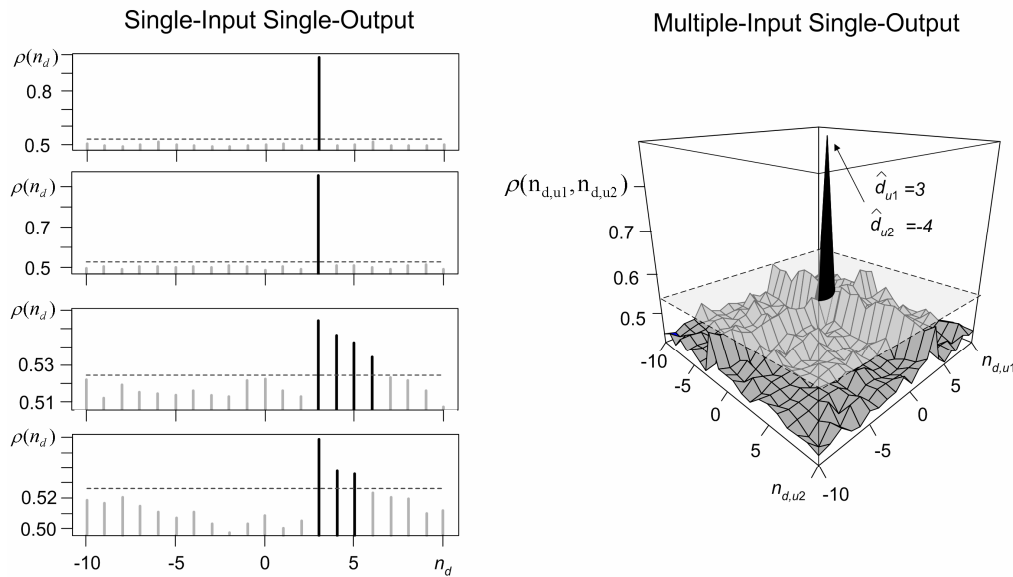 Single-Input Single-Output
ρ(n_d)
0.8
0.5
ρ(n_d)
0.7
0.5
ρ(n_d)
0.53
0.51
ρ(n_d)
0.52
0.50
-10 -5 0 5 n_d
Multiple-Input Single-Output
ρ(n_d,u1,n_d,u2)
0.7
0.6
0.5
d̂_u1 =3
d̂_u2 =-4
-10
-5
0
5
n_d,u2
-10
-5
0
5
n_d,u1